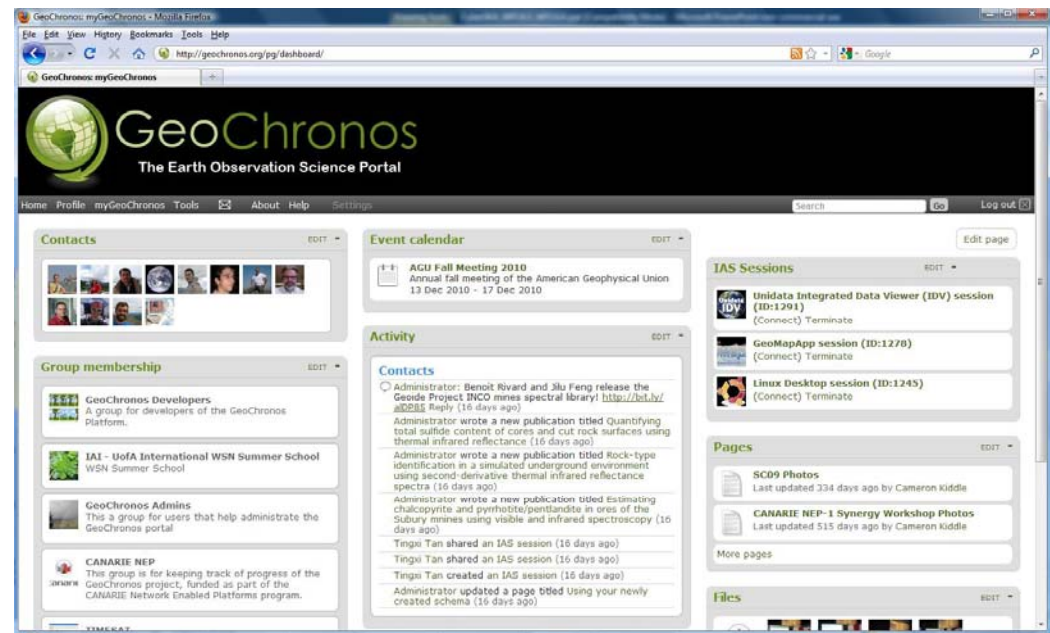 GeoChronos: myGeoChronos - Mozilla Firefox
File Edit View History Bookmarks Tools Help
http://geochronos.org/pg/dashboard/
Google
GeoChronos: myGeoChronos
GeoChronos
The Earth Observation Science Portal
Home Profile myGeoChronos Tools About Help Settings
Search Go Log out
Edit page
Contacts EDIT
Group membership EDIT
GeoChronos Developers
A group for developers of the GeoChronos
Platform.
IAI - UofA International WSN Summer School
WSN Summer School
GeoChronos Admins
This a group for users that help administrate the
GeoChronos portal
CANARIE NEP
This group is for keeping track of progress of the
GeoChronos project, funded as part of the
CANARIE Network Enabled Platforms program.
TIMESAT
Event calendar EDIT
AGU Fall Meeting 2010
Annual fall meeting of the American Geophysical Union
13 Dec 2010 - 17 Dec 2010
Activity EDIT
Contacts
Administrator: Benoit Rivard and Jilu Feng release the
Geoide Project INCO mines spectral library! http://bit.ly/
alDP85 Reply (16 days ago)
Administrator wrote a new publication titled Quantifying
total sulfide content of cores and cut rock surfaces using
thermal infrared reflectance (16 days ago)
Administrator wrote a new publication titled Rock-type
identification in a simulated underground environment
using second-derivative thermal infrared reflectance
spectra (16 days ago)
Administrator wrote a new publication titled Estimating
chalcopyrite and pyrrhotite/pentlandite in ores of the
Subury mnines using visible and infrared spectroscopy (16
days ago)
Tingxi Tan shared an IAS session (16 days ago)
Tingxi Tan shared an IAS session (16 days ago)
Tingxi Tan created an IAS session (16 days ago)
Administrator updated a page titled Using your newly
created schema (16 days ago)
IAS Sessions EDIT
Unidata
IDV
Unidata Integrated Data Viewer (IDV) session
(ID:1291)
(Connect) Terminate
GeoMapApp session (ID:1278)
(Connect) Terminate
Linux Desktop session (ID:1245)
(Connect) Terminate
Pages EDIT
SC09 Photos
Last updated 334 days ago by Cameron Kiddle
CANARIE NEP-1 Synergy Workshop Photos
Last updated 515 days ago by Cameron Kiddle
More pages
Files EDIT